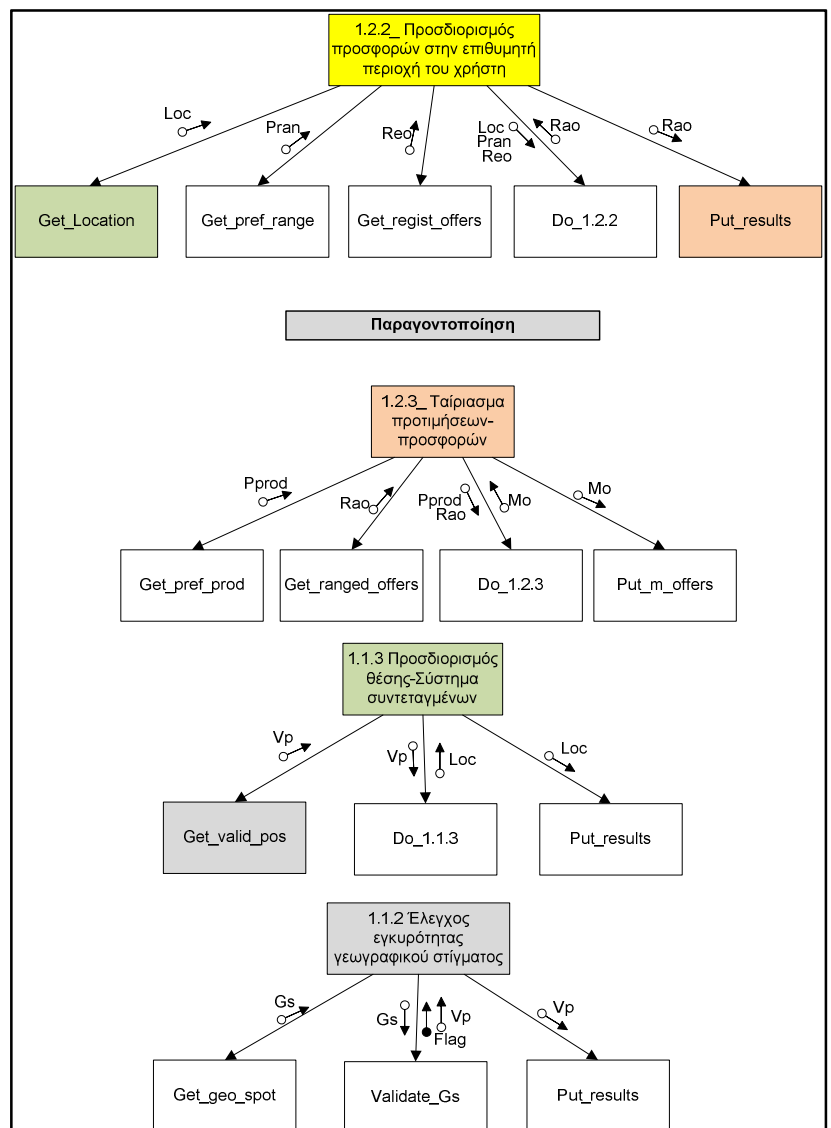 1.2.2_ Προσδιορισμός
προσφορών στην επιθυμητή
περιοχή του χρήστη
Loc
Pran
Reo
Loc
Pran
Reo
Rao
Rao
Get_Location
Get_pref_range
Get_regist_offers
Do_1.2.2
Put_results
Παραγοντοποίηση
1.2.3_ Ταίριασμα
προτιμήσεων-
προσφορών
Pprod
Rao
Pprod
Rao
Mo
Mo
Get_pref_prod
Get_ranged_offers
Do_1.2.3
Put_m_offers
1.1.3 Προσδιορισμός
θέσης-Σύστημα
συντεταγμένων
Vp
Vp
Loc
Loc
Get_valid_pos
Do_1.1.3
Put_results
1.1.2 Έλεγχος
εγκυρότητας
γεωγραφικού στίγματος
Gs
Gs
Vp
Flag
Vp
Get_geo_spot
Validate_Gs
Put_results